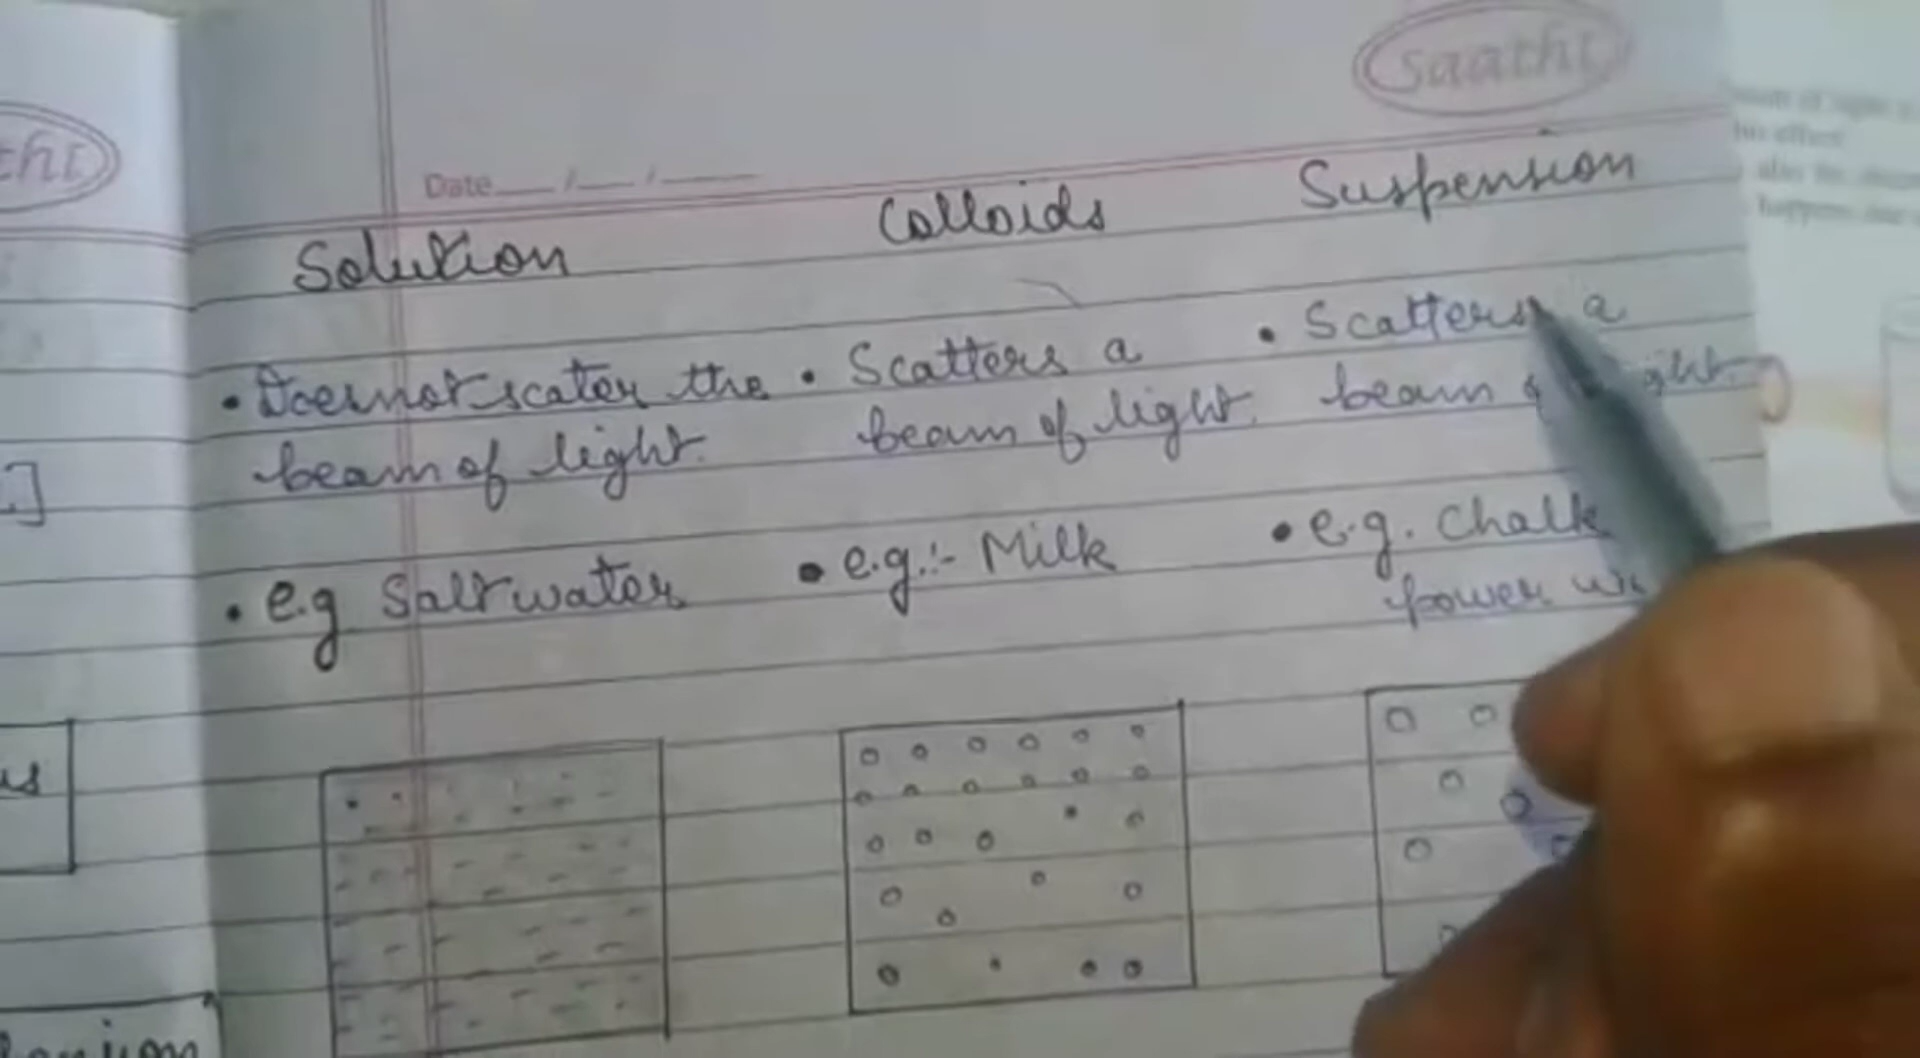 saathi
Date
Solution Colloids Suspension
• Doesnot scater the • Scatters a • Scatters a
beam of light. beam of light. beam
• e.g Saltwater • e.g.:- Milk • e.g. Chalk
power